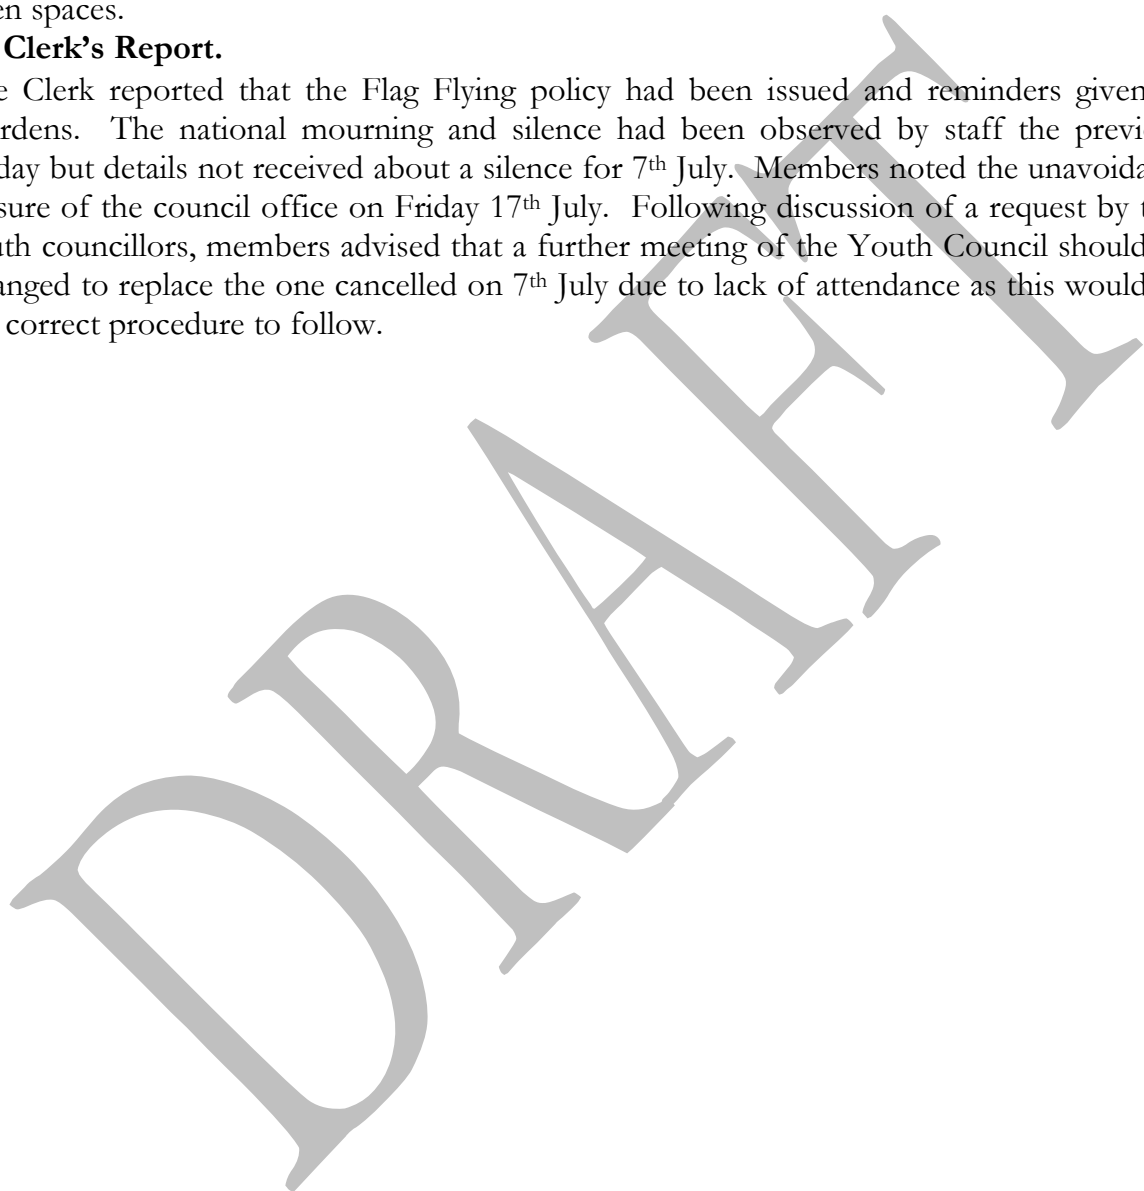 en spaces.
Clerk's Report.
e Clerk reported that the Flag Flying policy had been issued and reminders given
rdens. The national mourning and silence had been observed by staff the previ
day but details not received about a silence for 7th July. Members noted the unavoida
sure of the council office on Friday 17th July. Following discussion of a request by t
uth councillors, members advised that a further meeting of the Youth Council should
anged to replace the one cancelled on 7th July due to lack of attendance as this would
correct procedure to follow.
DRAFT